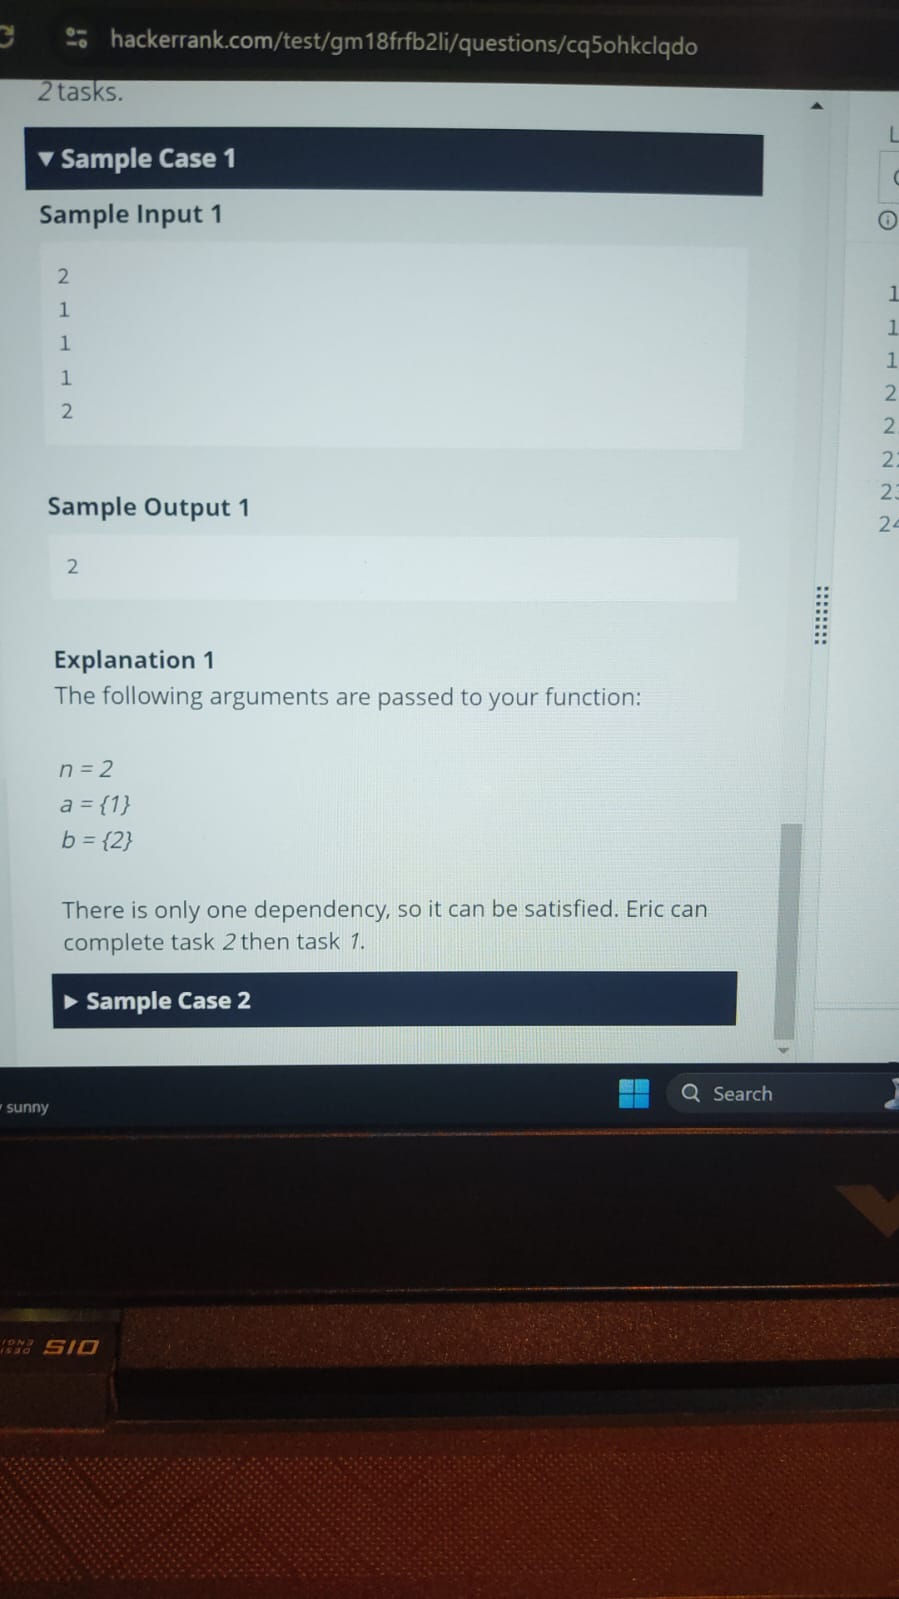 hackerrank.com/test/gm18frfb2li/questions/cq5ohkclqdo
2 tasks.
▼ Sample Case 1
Sample Input 1
2
1
1
1
2
Sample Output 1
2
Explanation 1
The following arguments are passed to your function:
n = 2
a = {1}
b = {2}
There is only one dependency, so it can be satisfied. Eric can
complete task 2 then task 1.
▶ Sample Case 2
sunny
Search